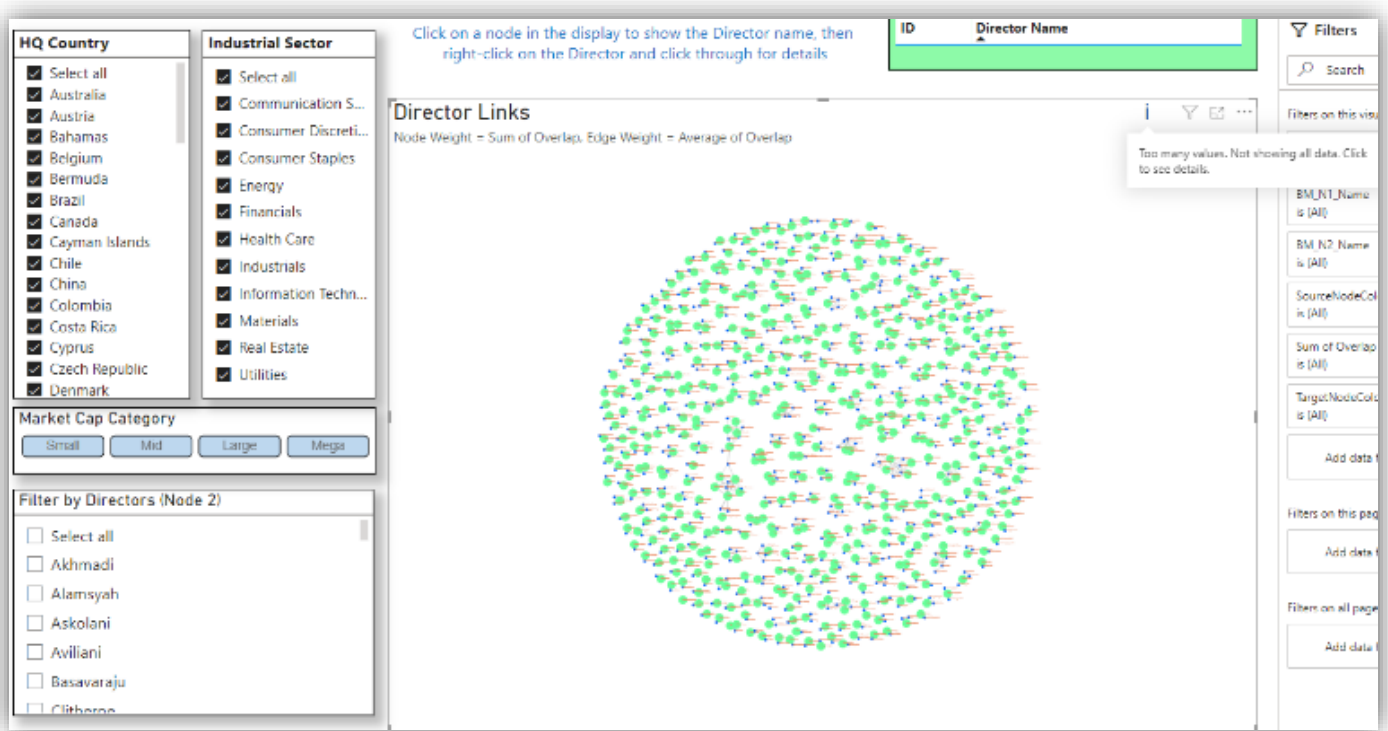 HQ Country
Select all
Australia
Austria
Bahamas
Belgium
Bermuda
Brazil
Canada
Cayman Islands
Chile
China
Colombia
Costa Rica
Cyprus
Czech Republic
Denmark
Industrial Sector
Select all
Communication S...
Consumer Discreti...
Consumer Staples
Energy
Financials
Health Care
Industrials
Information Techn...
Materials
Real Estate
Utilities
Market Cap Category
Small Mid Large Mega
Filter by Directors (Node 2)
Select all
Akhmadi
Alamsyah
Askolani
Aviliani
Basavaraju
Clitheroe
Click on a node in the display to show the Director name, then
right-click on the Director and click through for details
ID Director Name
Director Links
Node Weight = Sum of Overlap, Edge Weight = Average of Overlap
Too many values. Not showing all data. Click
to see details.
Filters
Search
Filters on this visu
BM_N1_Name
is (All)
BM_N2_Name
is (All)
SourceNodeCol
is (All)
Sum of Overlap
is (All)
TargetNodeCol
is (All)
Add data f
Filters on this pag
Add data f
Filters on all page
Add data f